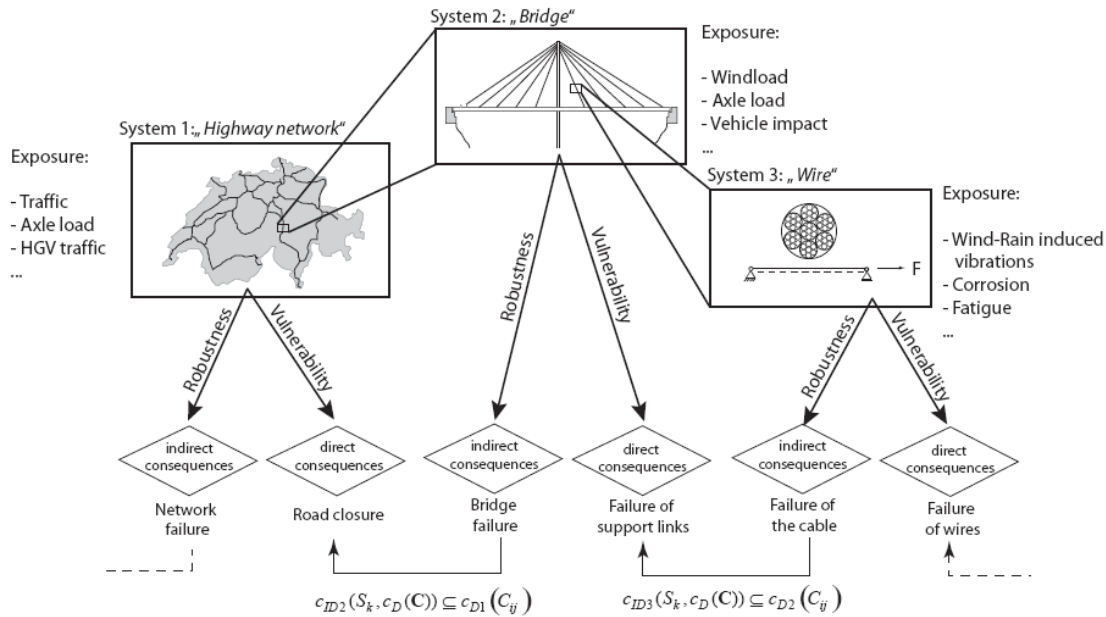 System 2: „Bridge“
Exposure:
- Windload
- Axle load
- Vehicle impact
...
System 1:„Highway network“
Exposure:
- Traffic
- Axle load
- HGV traffic
...
System 3: „Wire“
F
Exposure:
- Wind-Rain induced
vibrations
- Corrosion
- Fatigue
...
Robustness
Vulnerability
Robustness
Vulnerability
Robustness
Vulnerability
indirect
consequences
direct
consequences
indirect
consequences
direct
consequences
indirect
consequences
direct
consequences
Network
failure
Road closure
Bridge
failure
Failure of
support links
Failure of
the cable
Failure
of wires
c_{ID2}(S_k, c_D(C)) ⊆ c_{D1}(C_{ij})
c_{ID3}(S_k, c_D(C)) ⊆ c_{D2}(C_{ij})